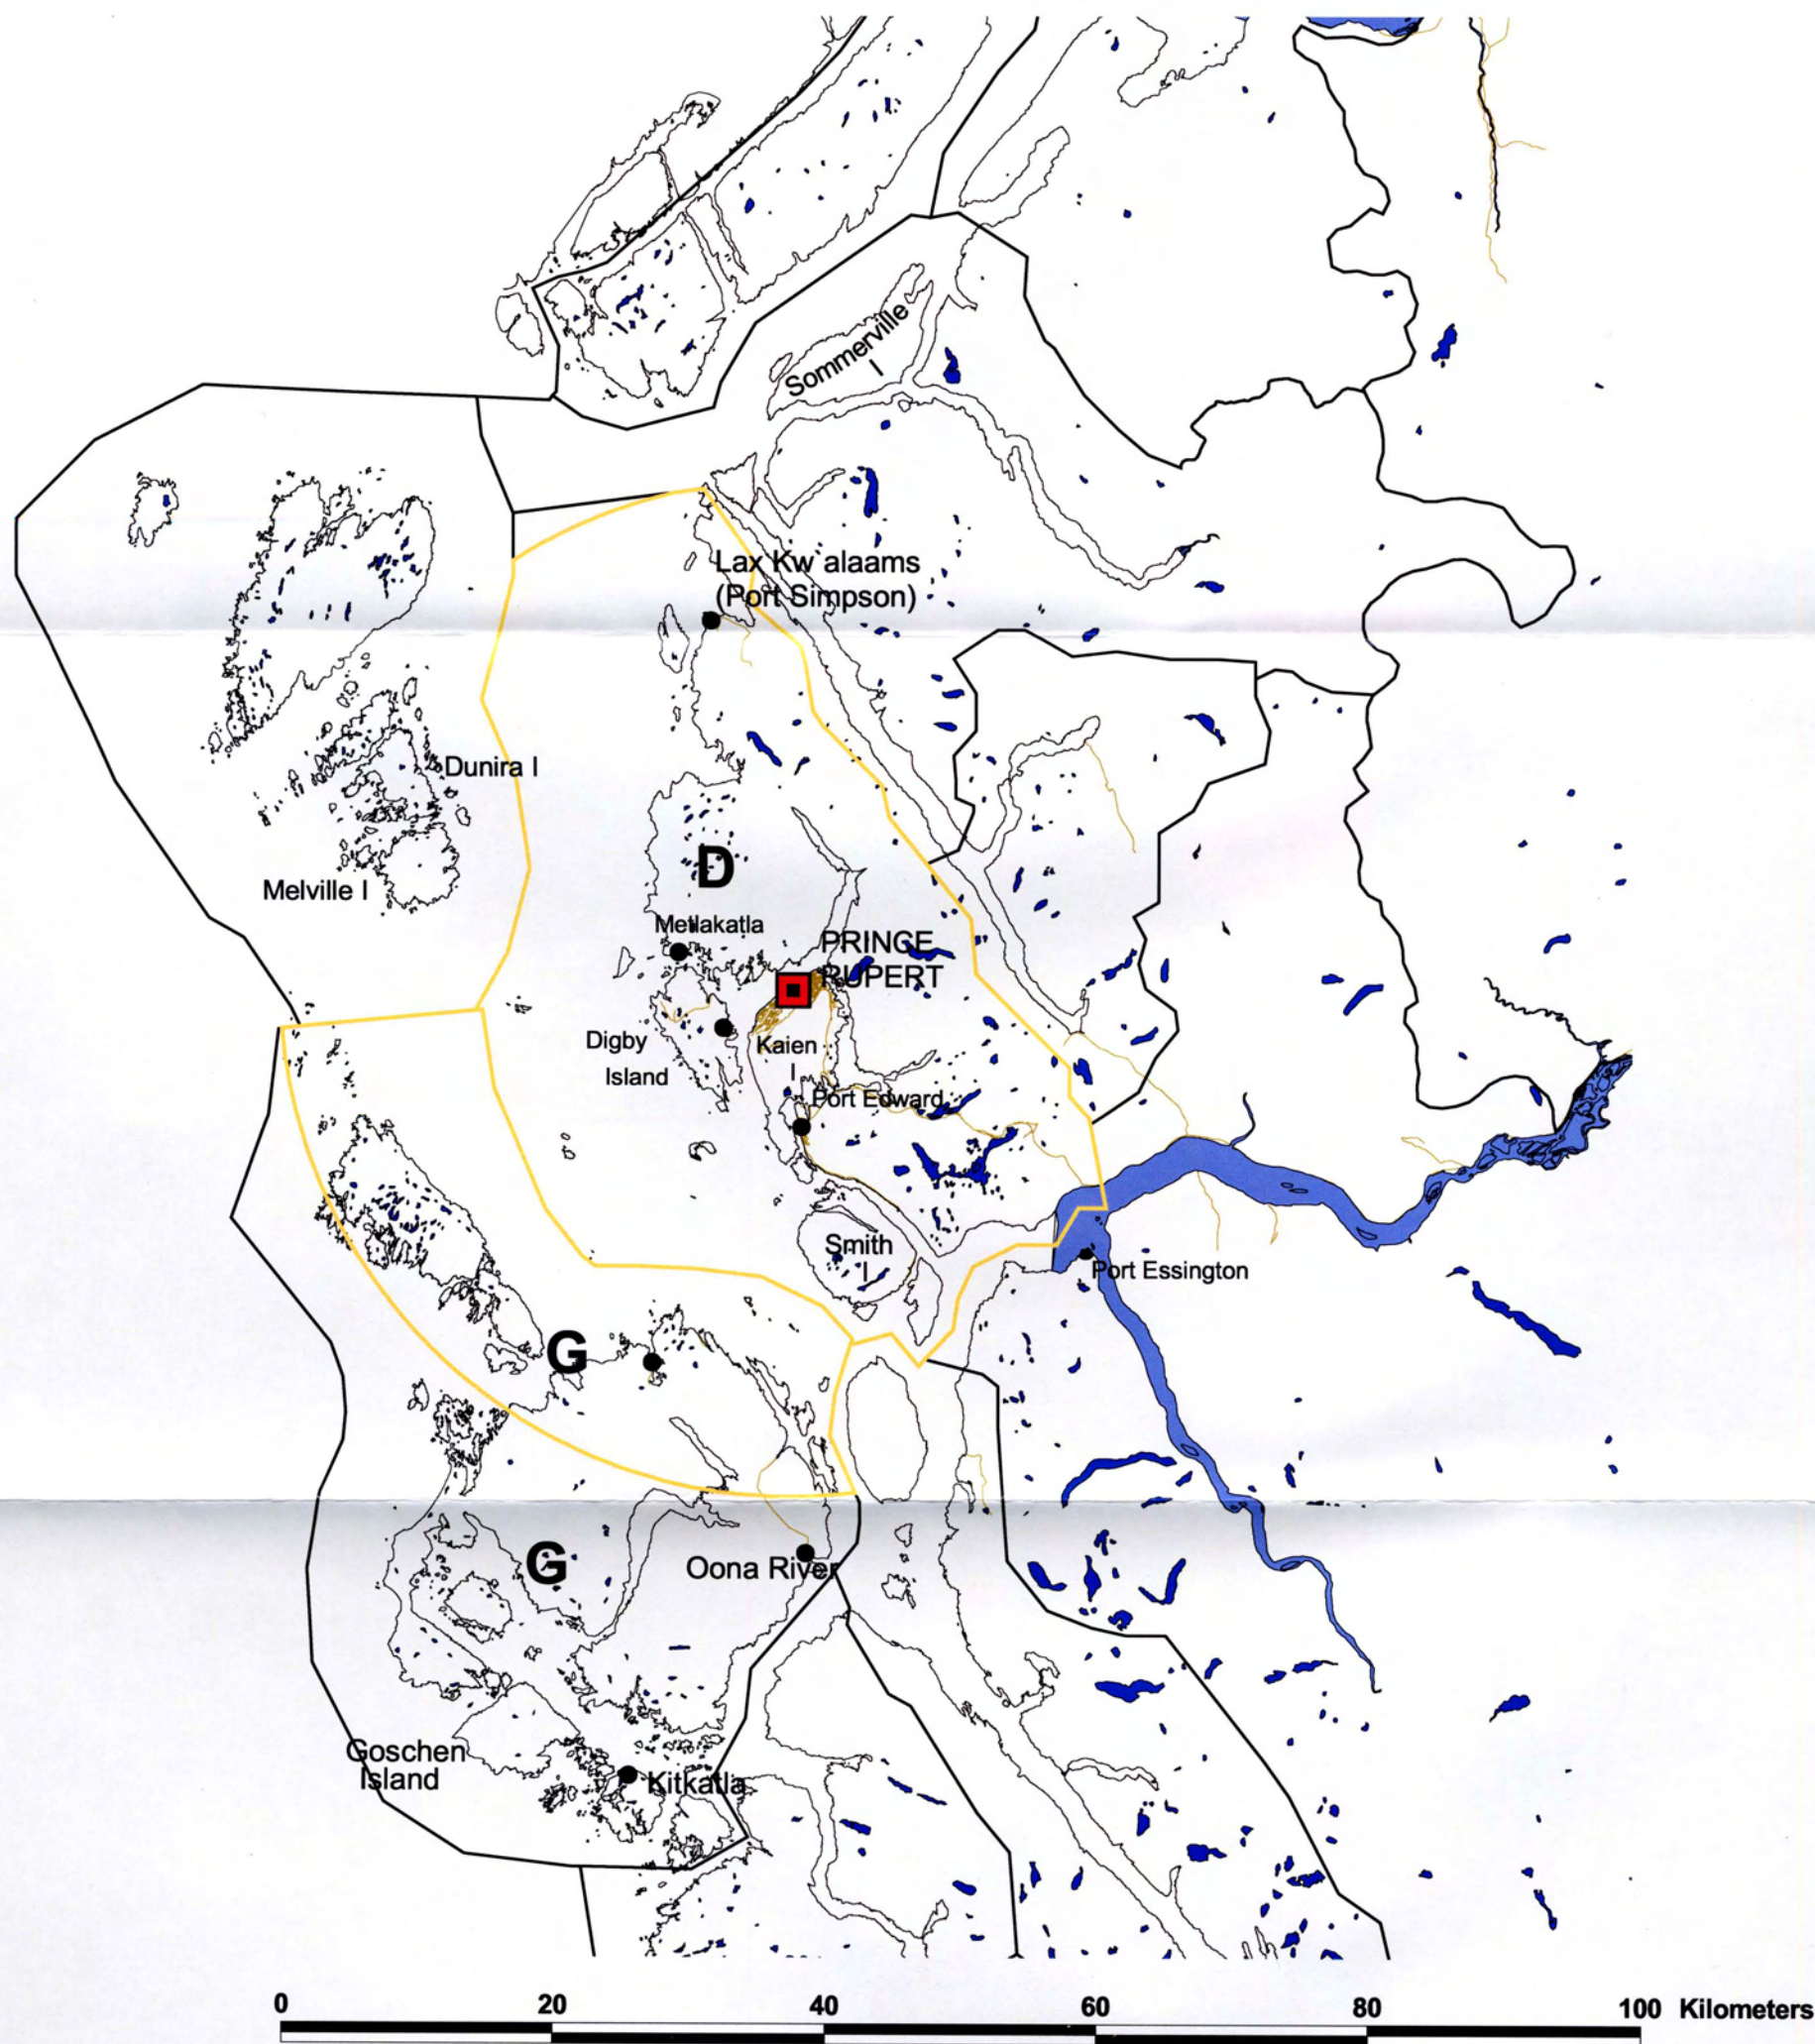 Sommerville
I
Lax Kw`alaams
(Port Simpson)
Dunira I
D
Melville I
Metlakatla
PRINCE
RUPERT
Digby
Island
Kaien
I
Port Edward
Smith
I
Port Essington
G
G
Oona River
Goschen
Island
Kitkatla
0 20 40 60 80 100 Kilometers